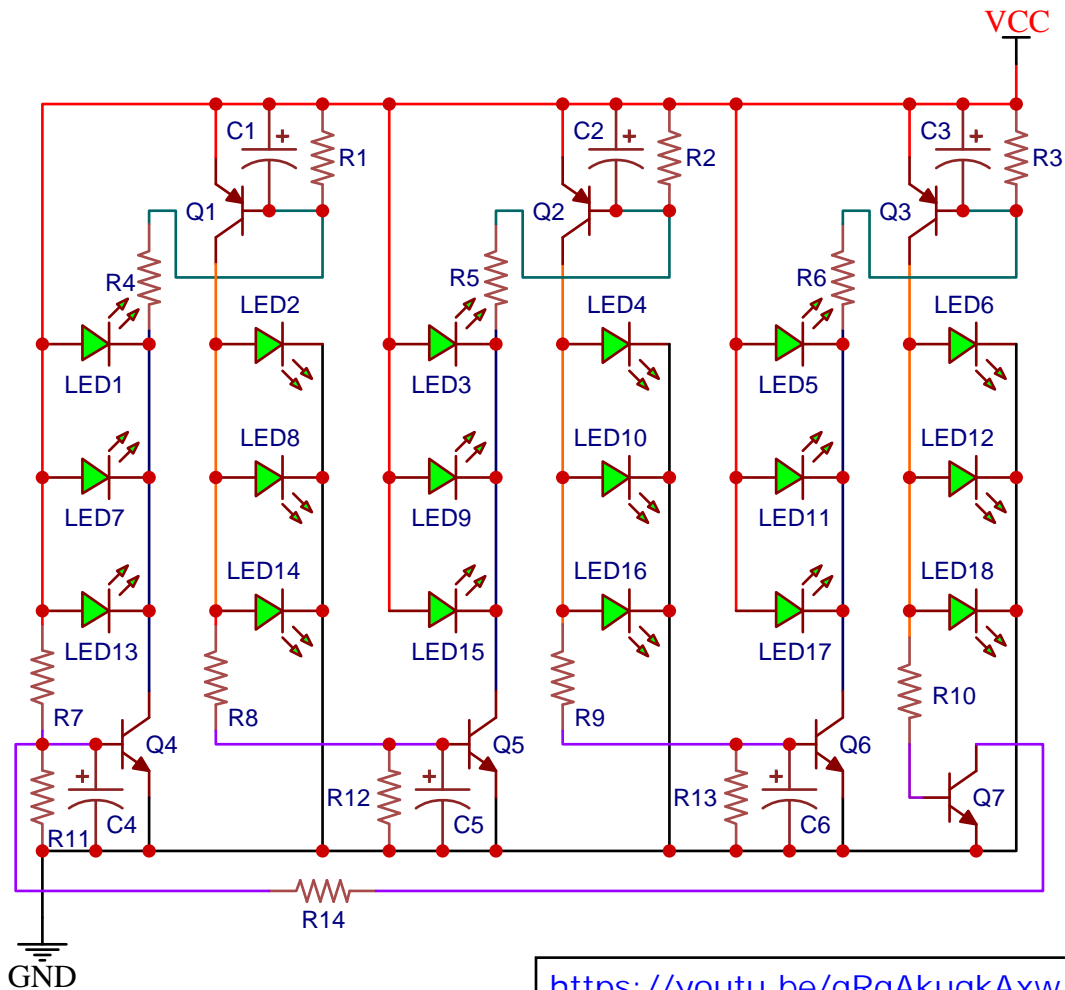 VCC
C1 + R1 C2 + R2 C3 + R3
Q1 Q2 Q3
R4 LED2 R5 LED4 R6 LED6
LED1 LED3 LED5
LED8 LED10 LED12
LED7 LED9 LED11
LED14 LED16 LED18
LED13 LED15 LED17
R7 R8 R9 R10
Q4 Q5 Q6
+ + +
R11 C4 R12 C5 R13 C6 Q7
R14
GND